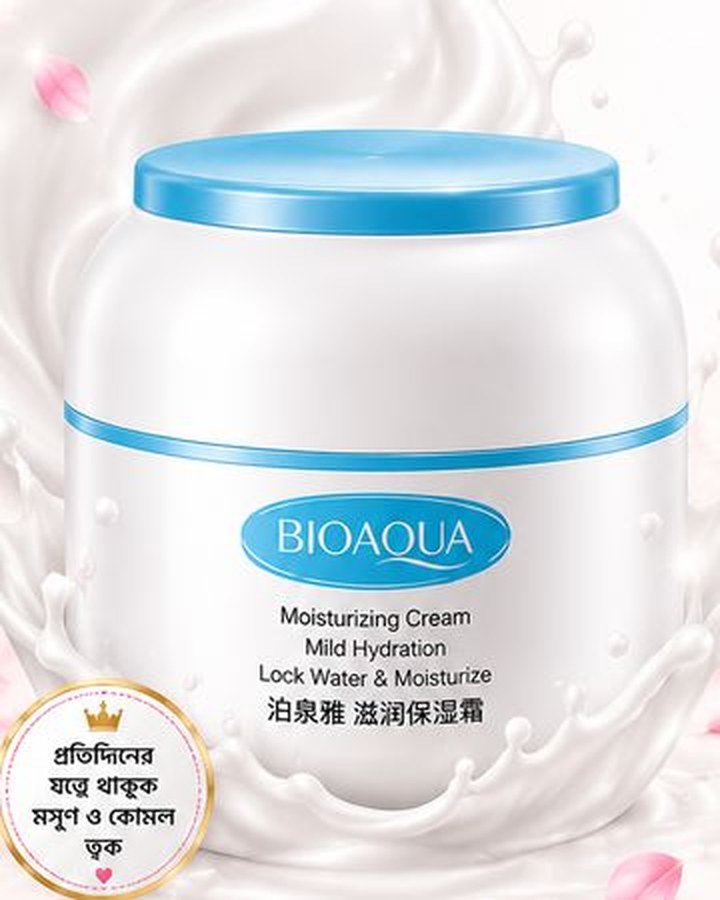 BIOAQUA
Moisturizing Cream
Mild Hydration
Lock Water & Moisturize
泊泉雅 滋润保湿霜
প্রতিদিনের
যত্নে থাকুক
মসৃণ ও কোমল
ত্বক